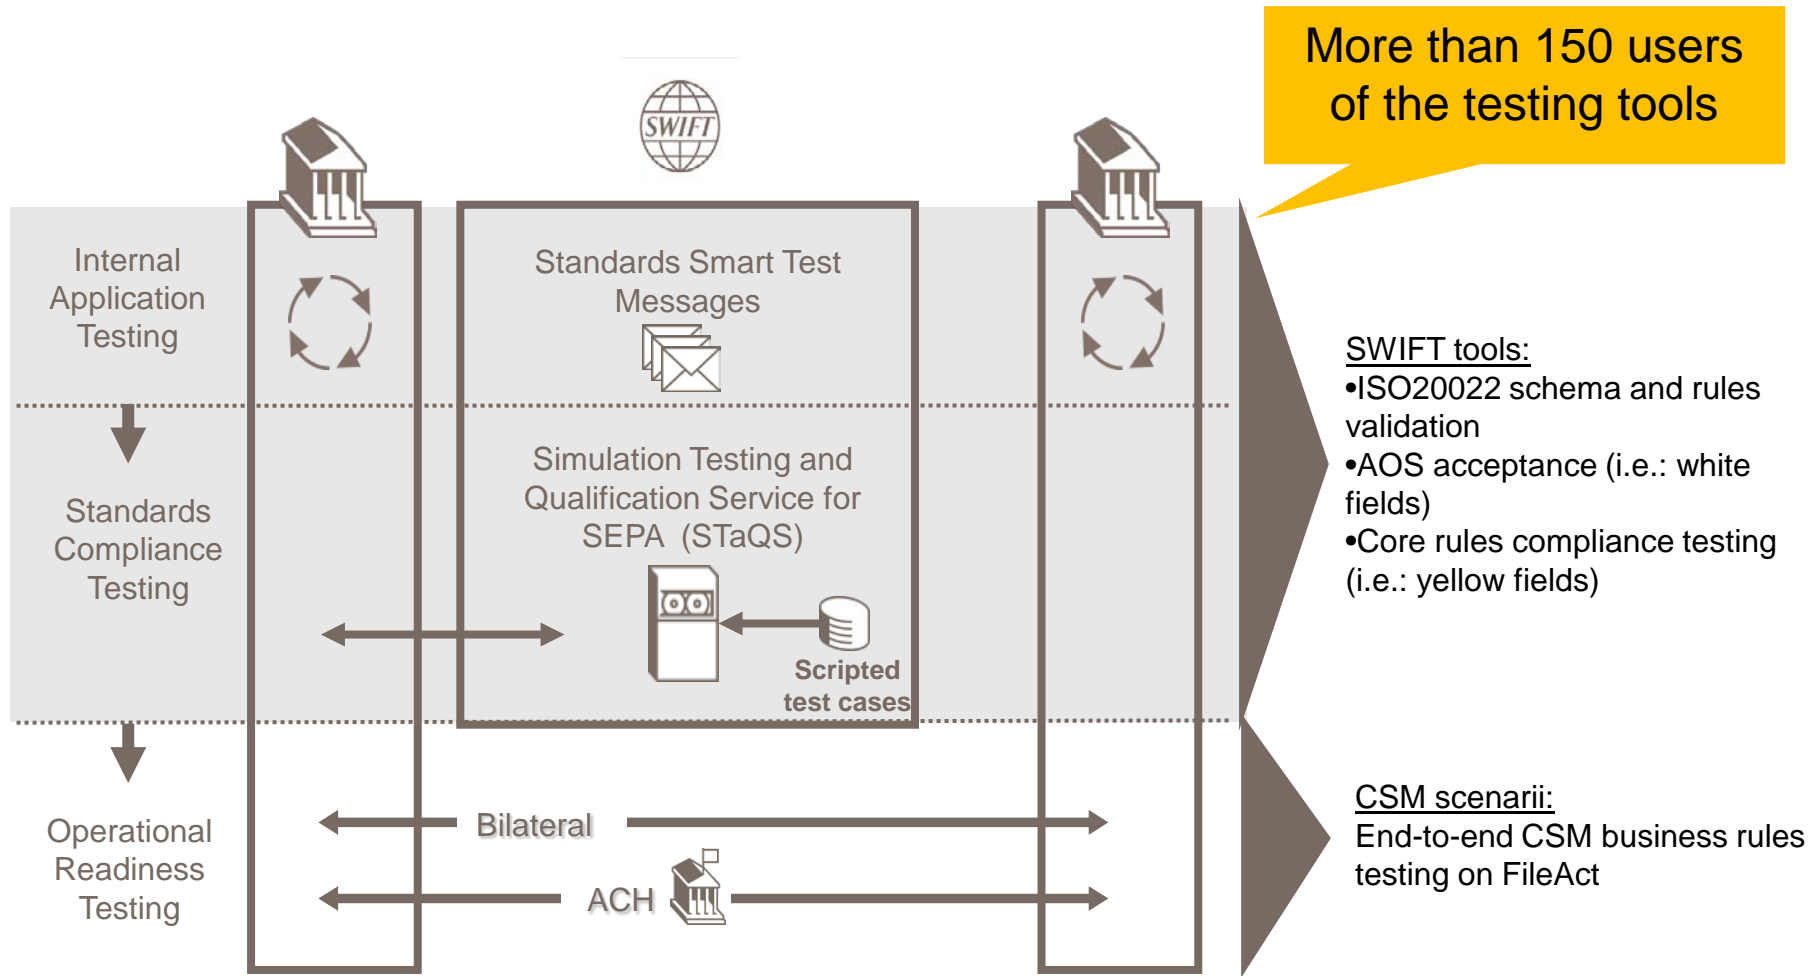 More than 150 users
of the testing tools
SWIFT
Internal
Application
Testing
Standards Smart Test
Messages
Standards
Compliance
Testing
Simulation Testing and
Qualification Service for
SEPA (STaQS)
Scripted
test cases
Operational
Readiness
Testing
Bilateral
ACH
SWIFT tools:
•ISO20022 schema and rules
validation
•AOS acceptance (i.e.: white
fields)
•Core rules compliance testing
(i.e.: yellow fields)
CSM scenarii:
End-to-end CSM business rules
testing on FileAct